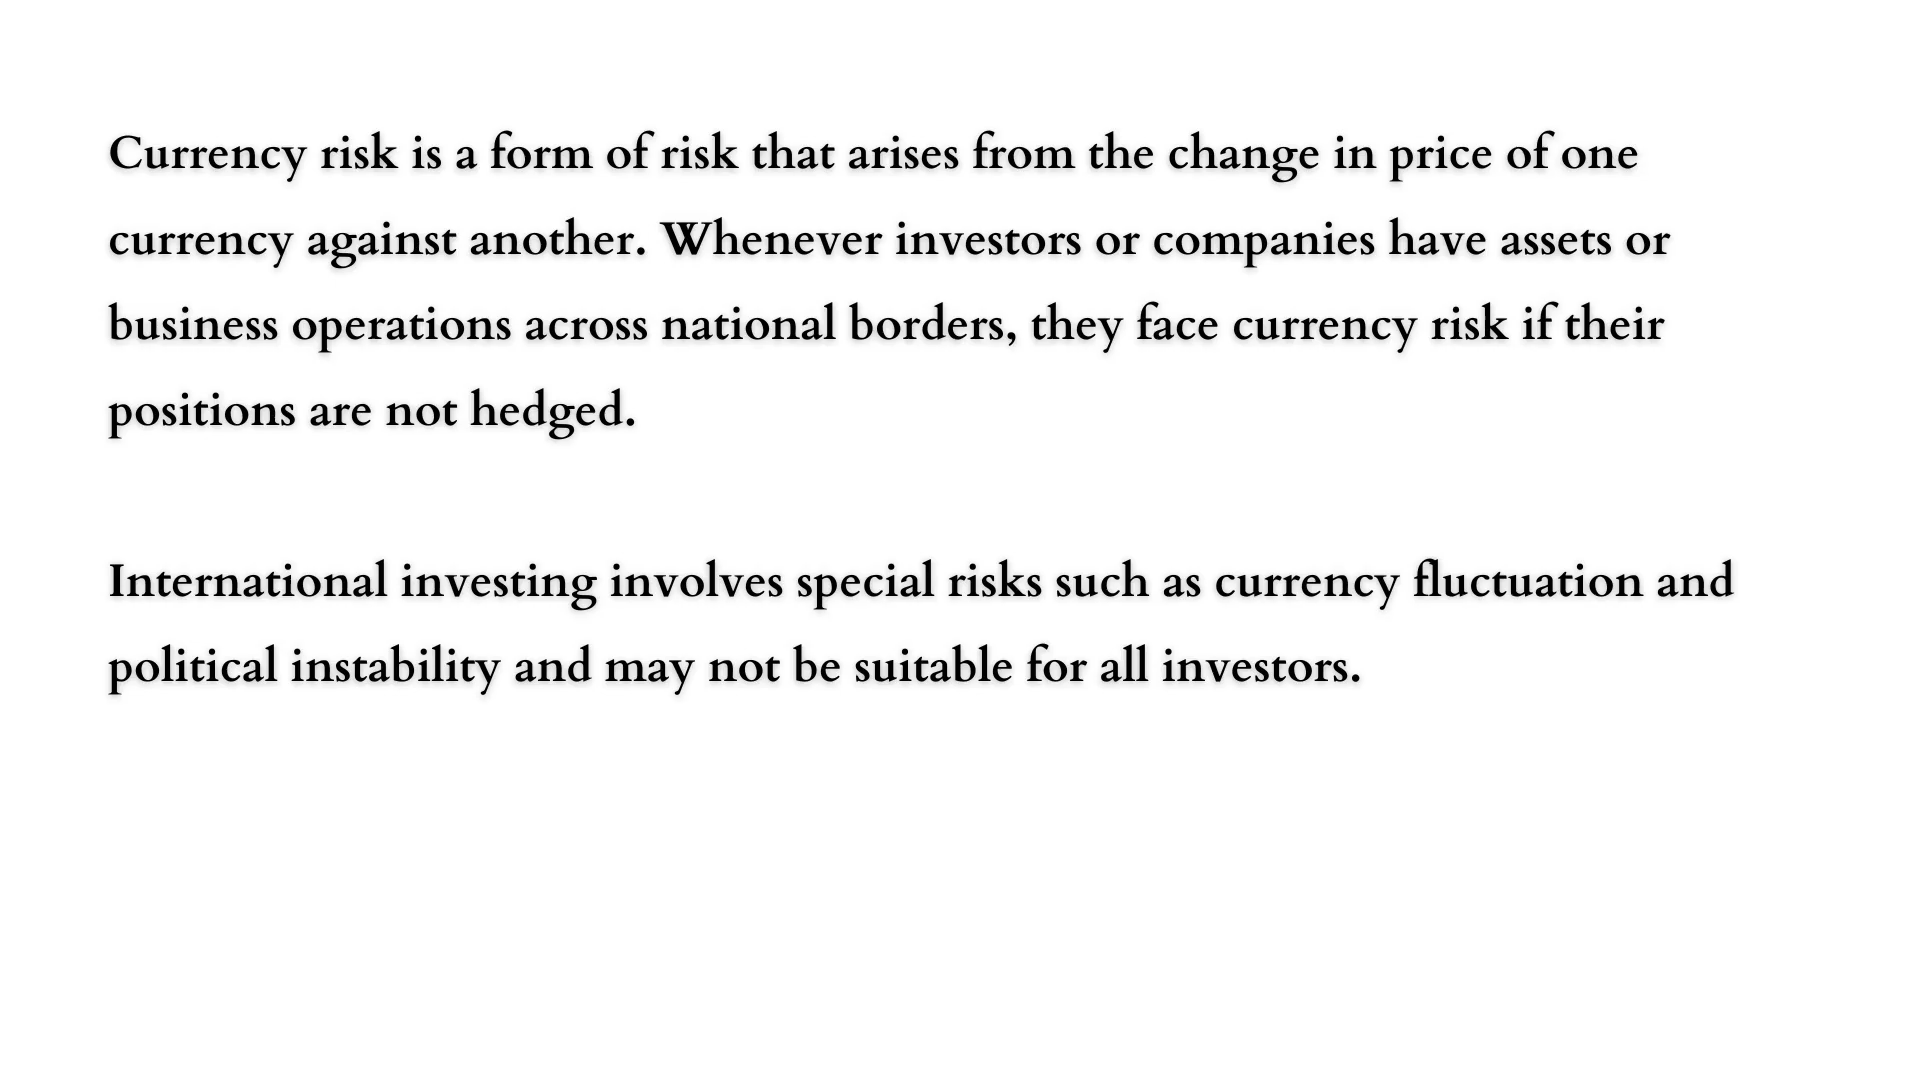 Currency risk is a form of risk that arises from the change in price of one
currency against another. Whenever investors or companies have assets or
business operations across national borders, they face currency risk if their
positions are not hedged.
International investing involves special risks such as currency fluctuation and
political instability and may not be suitable for all investors.